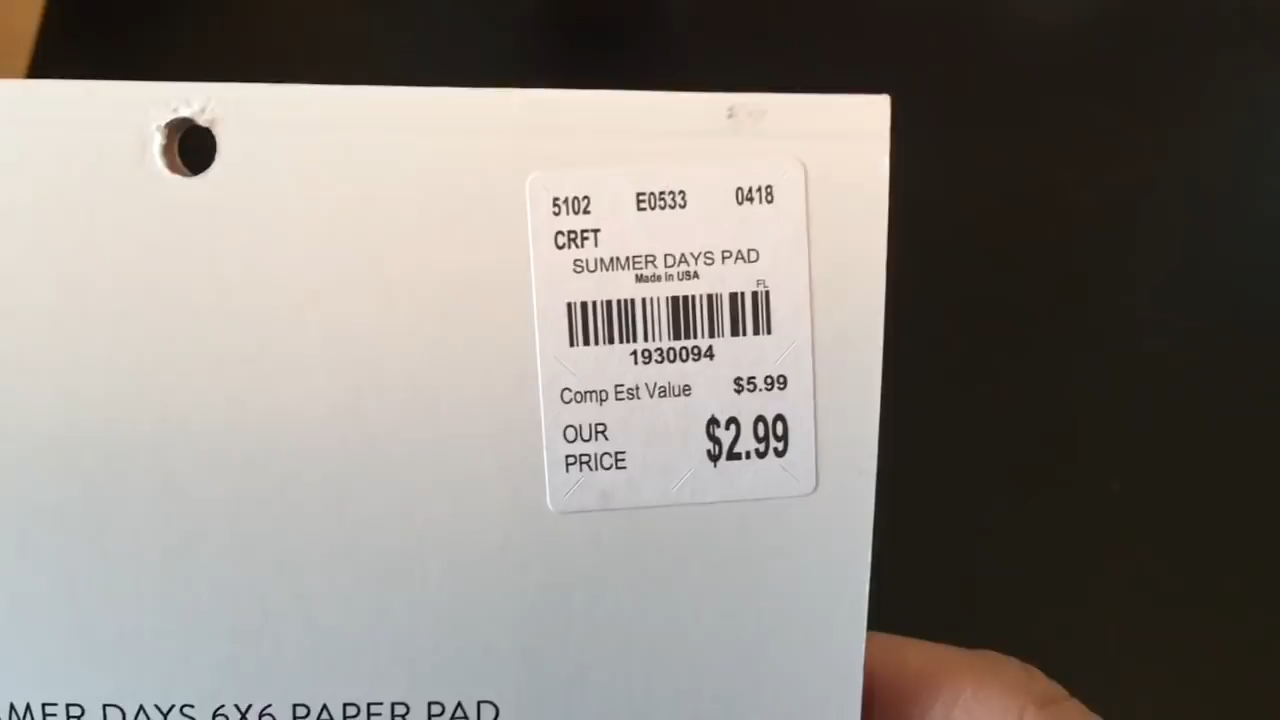 5102 E0533 0418
CRFT
SUMMER DAYS PAD
Made in USA
FL
1930094
Comp Est Value $5.99
OUR
PRICE $2.99
MER DAYS 6X6 PAPER PAD